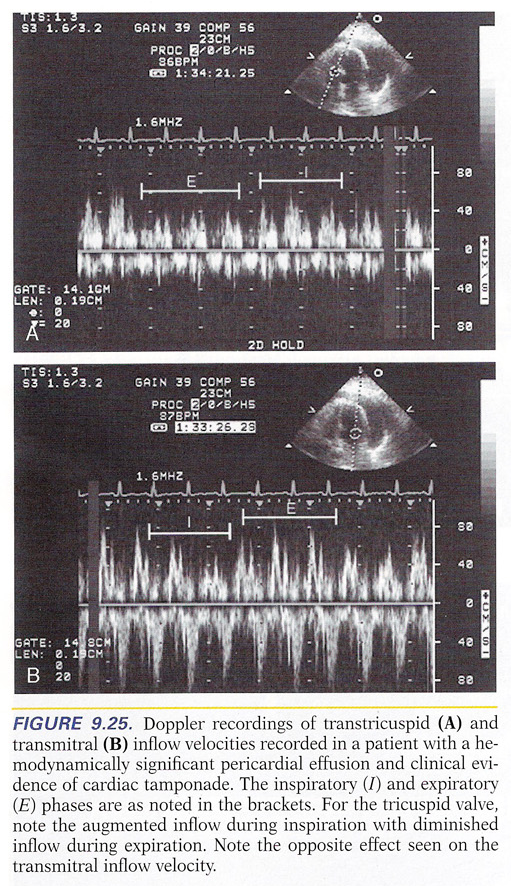 TIS:1.3
S3 1.6/3.2
GAIN 39 COMP 56
23CM
PROC 2/0/B/H5
86BPM
1:34:21.25
1.6MHZ
E
I
80
40
0
40
80
GATE: 14.1CM
LEN: 0.19CM
: 0
= 20
A
2D HOLD
TIS:1.3
S3 1.6/3.2
GAIN 39 COMP 56
23CM
PROC 2/0/B/H5
87BPM
1:33:26.28
1.6MHZ
I
E
80
40
0
40
80
GATE: 14.8CM
LEN: 0.19CM
0
20
B
FIGURE 9.25. Doppler recordings of transtricuspid (A) and
transmitral (B) inflow velocities recorded in a patient with a he-
modynamically significant pericardial effusion and clinical evi-
dence of cardiac tamponade. The inspiratory (I) and expiratory
(E) phases are as noted in the brackets. For the tricuspid valve,
note the augmented inflow during inspiration with diminished
inflow during expiration. Note the opposite effect seen on the
transmitral inflow velocity.